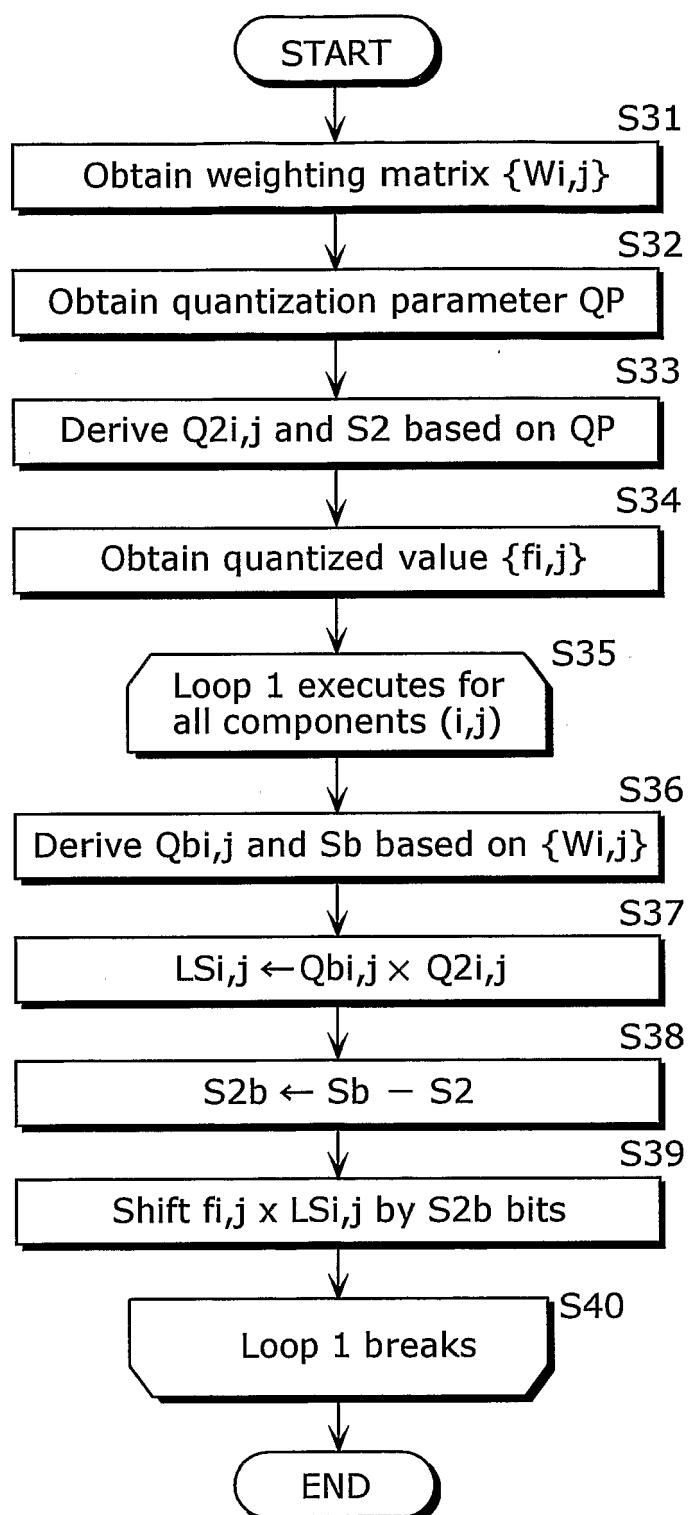 START
S31
Obtain weighting matrix {Wi,j}
S32
Obtain quantization parameter QP
S33
Derive Q2i,j and S2 based on QP
S34
Obtain quantized value {fi,j}
S35
Loop 1 executes for
all components (i,j)
S36
Derive Qbi,j and Sb based on {Wi,j}
S37
LSi,j ← Qbi,j × Q2i,j
S38
S2b ← Sb − S2
S39
Shift fi,j x LSi,j by S2b bits
S40
Loop 1 breaks
END